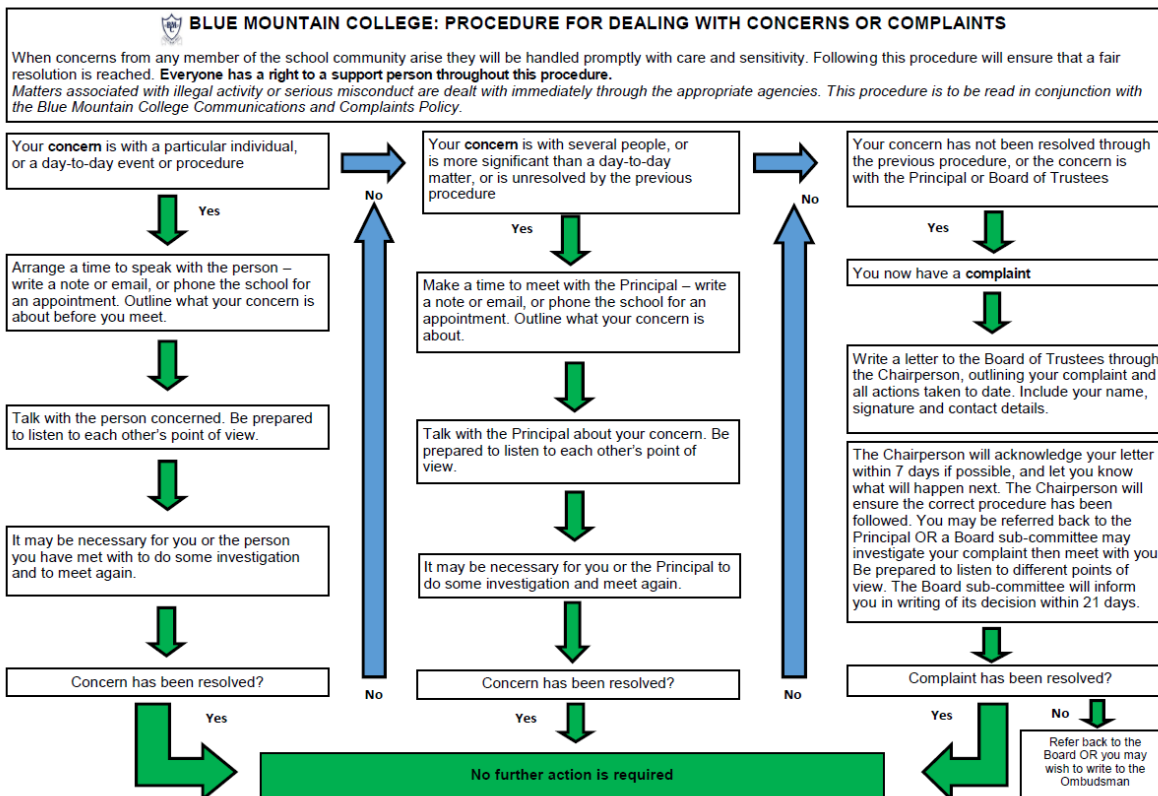 BLUE MOUNTAIN COLLEGE: PROCEDURE FOR DEALING WITH CONCERNS OR COMPLAINTS
When concerns from any member of the school community arise they will be handled promptly with care and sensitivity. Following this procedure will ensure that a fair
resolution is reached. Everyone has a right to a support person throughout this procedure.
Matters associated with illegal activity or serious misconduct are dealt with immediately through the appropriate agencies. This procedure is to be read in conjunction with
the Blue Mountain College Communications and Complaints Policy.
Your concern is with a particular individual,
or a day-to-day event or procedure
No
Yes
Arrange a time to speak with the person –
write a note or email, or phone the school for
an appointment. Outline what your concern is
about before you meet.
Talk with the person concerned. Be prepared
to listen to each other's point of view.
It may be necessary for you or the person
you have met with to do some investigation
and to meet again.
Concern has been resolved?
No
Yes
Your concern is with several people, or
is more significant than a day-to-day
matter, or is unresolved by the previous
procedure
No
Yes
Make a time to meet with the Principal – write
a note or email, or phone the school for an
appointment. Outline what your concern is
about.
Talk with the Principal about your concern. Be
prepared to listen to each other's point of
view.
It may be necessary for you or the Principal to
do some investigation and meet again.
Concern has been resolved?
No
Yes
Your concern has not been resolved through
the previous procedure, or the concern is
with the Principal or Board of Trustees
Yes
You now have a complaint
Write a letter to the Board of Trustees through
the Chairperson, outlining your complaint and
all actions taken to date. Include your name,
signature and contact details.
The Chairperson will acknowledge your letter
within 7 days if possible, and let you know
what will happen next. The Chairperson will
ensure the correct procedure has been
followed. You may be referred back to the
Principal OR a Board sub-committee may
investigate your complaint then meet with you
Be prepared to listen to different points of
view. The Board sub-committee will inform
you in writing of its decision within 21 days.
Complaint has been resolved?
Yes
No
Refer back to the
Board OR you may
wish to write to the
Ombudsman
No further action is required